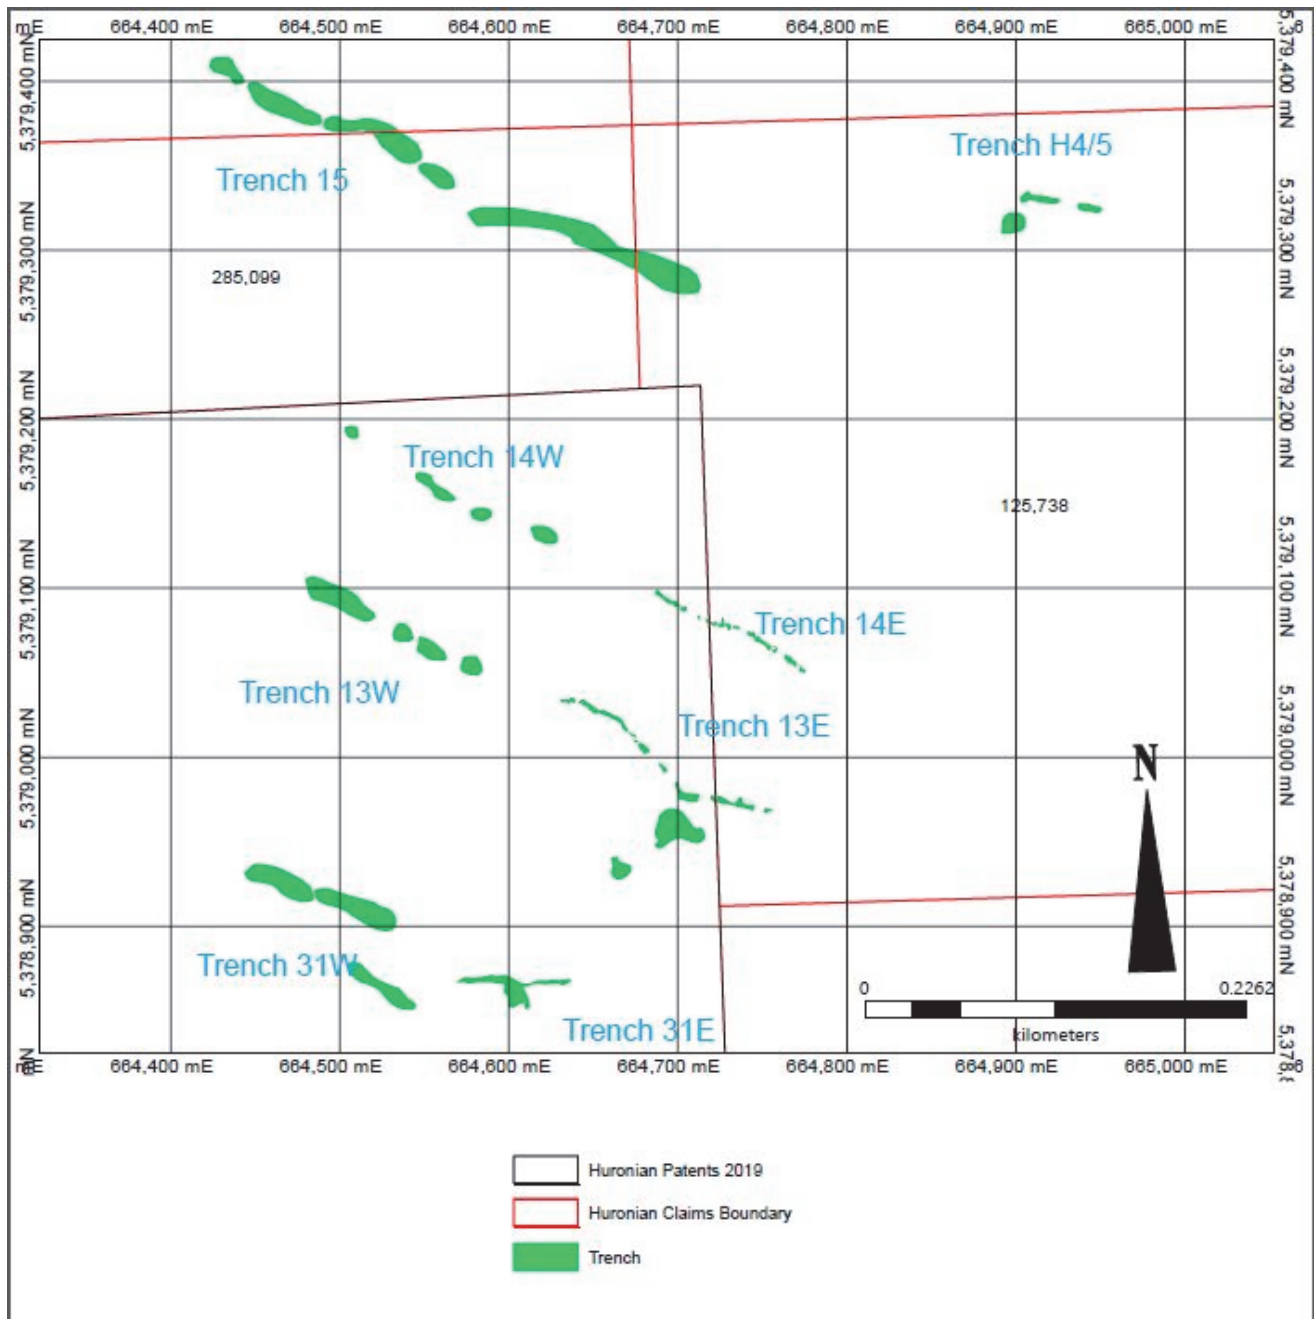 mE 664,400 mE 664,500 mE 664,600 mE 664,700 mE 664,800 mE 664,900 mE 665,000 mE
5,379,400 mN
5,379,400 mN
Trench H4/5
Trench 15
5,379,300 mN
285,099
5,379,300 mN
5,379,200 mN
5,379,200 mN
Trench 14W
125,738
5,379,100 mN
5,379,100 mN
Trench 14E
Trench 13W
Trench 13E
5,379,000 mN
5,379,000 mN
N
5,378,900 mN
5,378,900 mN
Trench 31W
0 0.2262
Trench 31E
kilometers
mN
5,378,8
mE 664,400 mE 664,500 mE 664,600 mE 664,700 mE 664,800 mE 664,900 mE 665,000 mE
Huronian Patents 2019
Huronian Claims Boundary
Trench